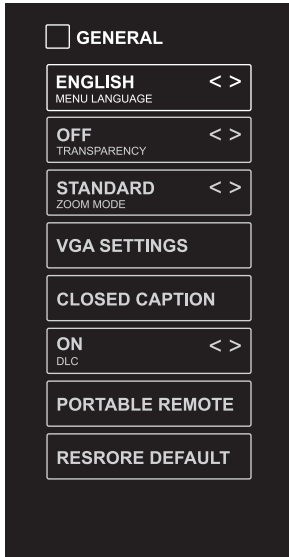 GENERAL
ENGLISH < >
MENU LANGUAGE
OFF < >
TRANSPARENCY
STANDARD < >
ZOOM MODE
VGA SETTINGS
CLOSED CAPTION
ON < >
DLC
PORTABLE REMOTE
RESRORE DEFAULT